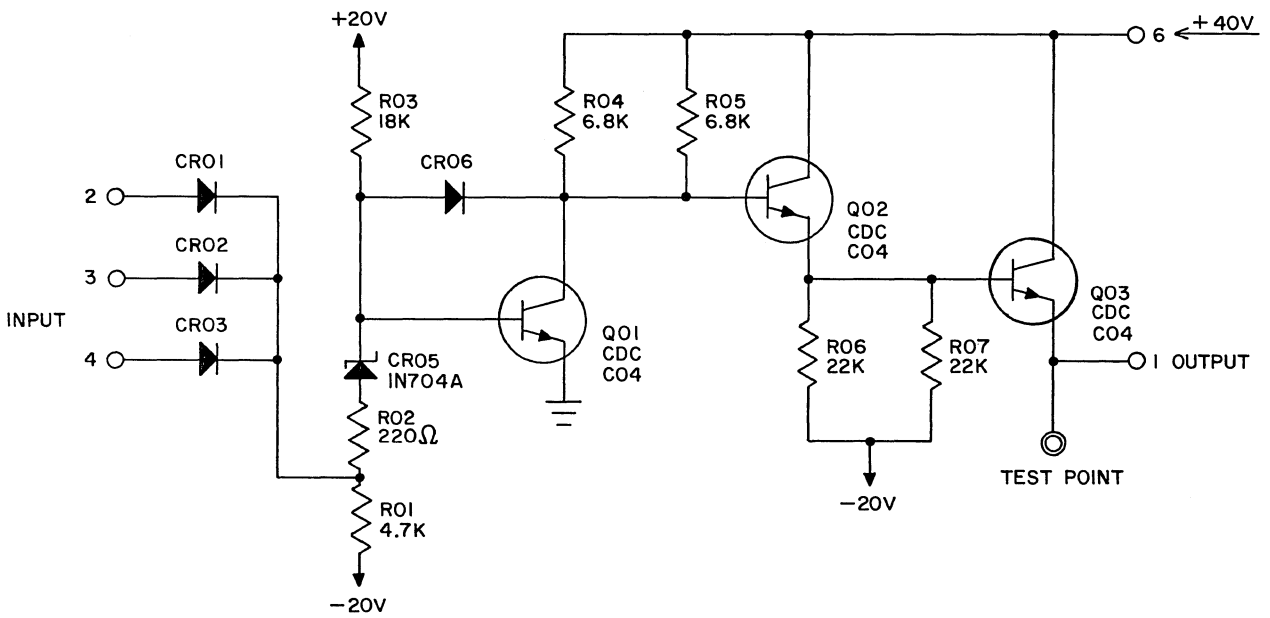 +20V
6
+40V
R03
18K
R04
6.8K
R05
6.8K
CR01
CR06
2
Q02
CDC
C04
CR02
3
Q03
CDC
C04
INPUT
CR03
4
Q01
CDC
C04
CR05
IN704A
R06
22K
R07
22K
1 OUTPUT
R02
220Ω
TEST POINT
R01
4.7K
-20V
-20V